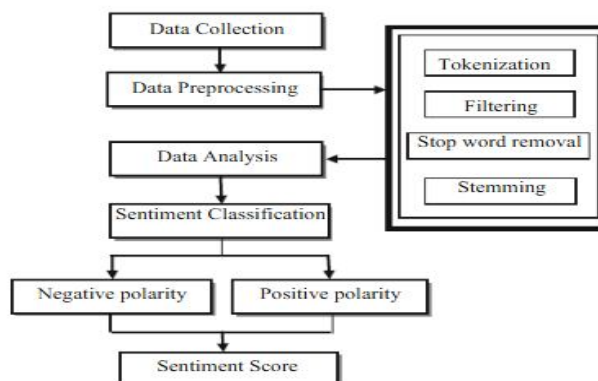 Data Collection
Data Preprocessing
Tokenization
Filtering
Stop word removal
Stemming
Data Analysis
Sentiment Classification
Negative polarity
Positive polarity
Sentiment Score